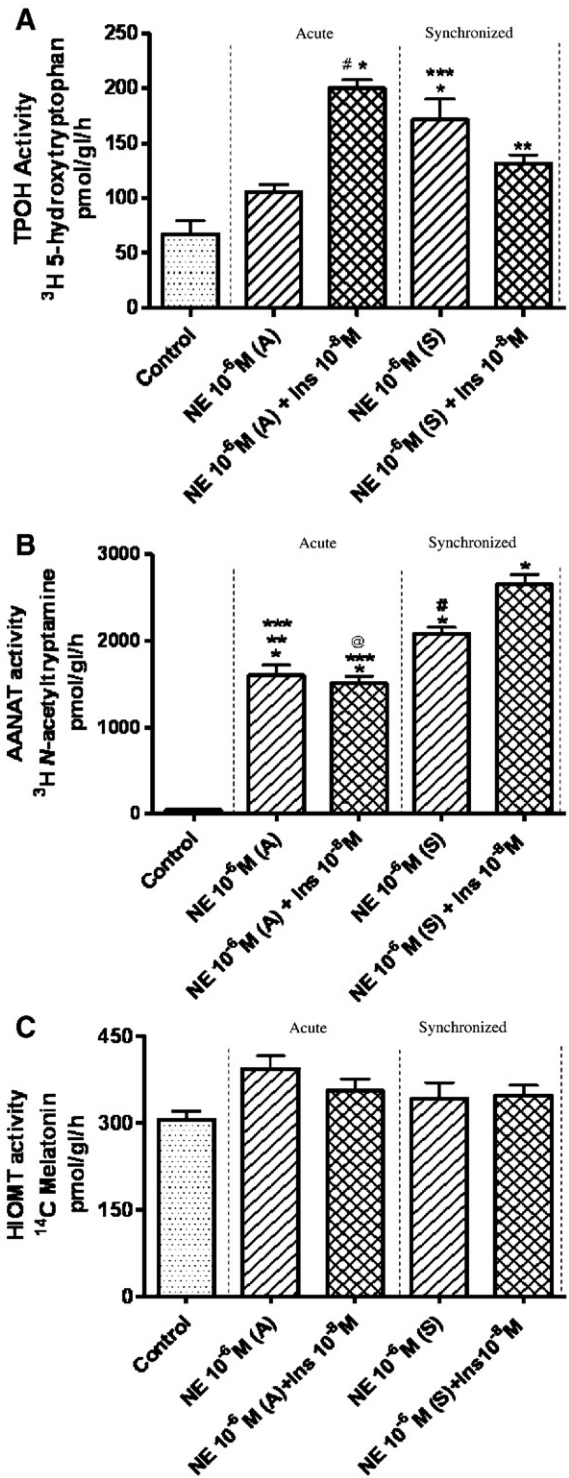 A
Acute
Synchronized
TPOH Activity
³H 5-hydroxytryptophan
pmol/gl/h
250
200
150
100
50
0
# *
***
*
**
Control
NE 10⁻⁶M (A)
NE 10⁻⁶M (A) + Ins 10⁻⁸M
NE 10⁻⁶M (S)
NE 10⁻⁶M (S) + Ins 10⁻⁸M
B
Acute
Synchronized
AANAT activity
³H N-acetyltryptamine
pmol/gl/h
3000
2000
1000
0
***
**
*
@
***
*
#
*
*
Control
NE 10⁻⁶M (A)
NE 10⁻⁶M (A) + Ins 10⁻⁸M
NE 10⁻⁶M (S)
NE 10⁻⁶M (S) + Ins 10⁻⁸M
C
Acute
Synchronized
HIOMT activity
¹⁴C Melatonin
pmol/gl/h
450
300
150
0
Control
NE 10⁻⁶M (A)
NE 10⁻⁶M (A)+Ins 10⁻⁸M
NE 10⁻⁶M (S)
NE 10⁻⁶ M (S)+Ins10⁻⁸M